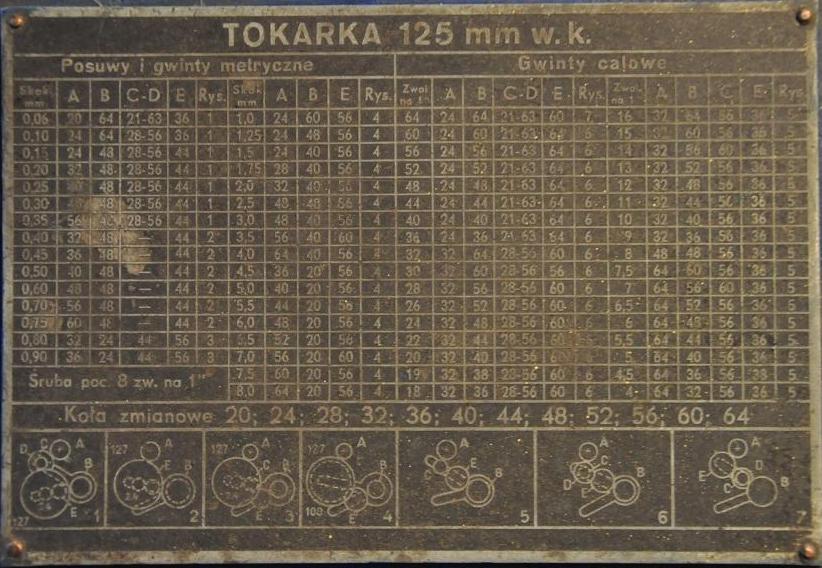 TOKARKA 125 mm w. k.
Posuwy i gwinty metryczne Gwinty calowe
Skok mm A B C-D E Rys. Skok mm A B E Rys. Zwoi na 1" A B C-D E Rys. Zwoi na 1" A B C E Rys.
0,06 20 64 21-63 36 1 1,0 24 60 56 4 64 24 64 21-63 60 7 16 32 64 56 36 5
0,10 24 64 28-56 36 1 1,25 24 48 56 4 60 24 60 21-63 64 6 15 32 60 56 36 5
0,15 24 48 28-56 44 1 1,5 24 40 56 4 56 24 56 21-63 64 6 14 32 56 60 36 5
0,20 32 48 28-56 44 1 1,75 28 40 56 4 52 24 52 21-63 64 6 13 32 52 56 36 5
0,25 40 48 28-56 44 1 2,0 32 40 56 4 48 24 48 21-63 64 6 12 32 48 56 36 5
0,30 48 28-56 44 1 2,5 48 48 56 4 44 24 44 21-63 64 6 11 32 44 56 36 5
0,35 56 28-56 44 1 3,0 48 40 56 4 40 24 40 21-63 64 6 10 32 40 56 36 5
0,40 32 48 — 44 2 3,5 56 40 60 4 36 24 36 21-63 64 6 9 32 36 56 36 5
0,45 36 48 — 44 2 4,0 64 40 56 4 32 32 64 28-56 60 6 8 48 48 56 36 5
0,50 40 48 — 44 2 4,5 36 20 56 4 30 32 60 28-56 56 6 7,5 64 60 56 36 5
0,60 48 48 — 44 2 5,0 40 20 56 4 28 32 56 28-56 60 6 7 64 56 60 36 5
0,70 56 48 — 44 2 5,5 44 20 56 4 26 32 52 28-56 60 6 6,5 64 52 56 36 5
0,75 60 48 — 44 2 6,0 48 20 56 4 24 32 48 28-56 60 6 6 64 48 56 36 5
0,80 32 24 44 56 3 6,5 52 20 56 4 22 32 44 28-56 60 6 5,5 64 44 56 36 5
0,90 36 24 44 56 3 7,0 56 20 60 4 20 32 40 28-56 60 6 5 64 40 56 36 5
Śruba poc. 8 zw. na 1" 7,5 60 20 56 4 19 32 38 28-56 60 6 4,5 64 36 56 38 5
8,0 64 20 56 4 18 32 36 28-56 60 6 4 64 32 56 36 5
Koła zmianowe 20; 24; 28; 32; 36; 40; 44; 48; 52; 56; 60; 64
D C A B 24 E 127 1
127 A E B 24 2
127 A C B 24 E 3
127 A B E 100 4
C A B E 5
A C B D E 6
A E D C B 7